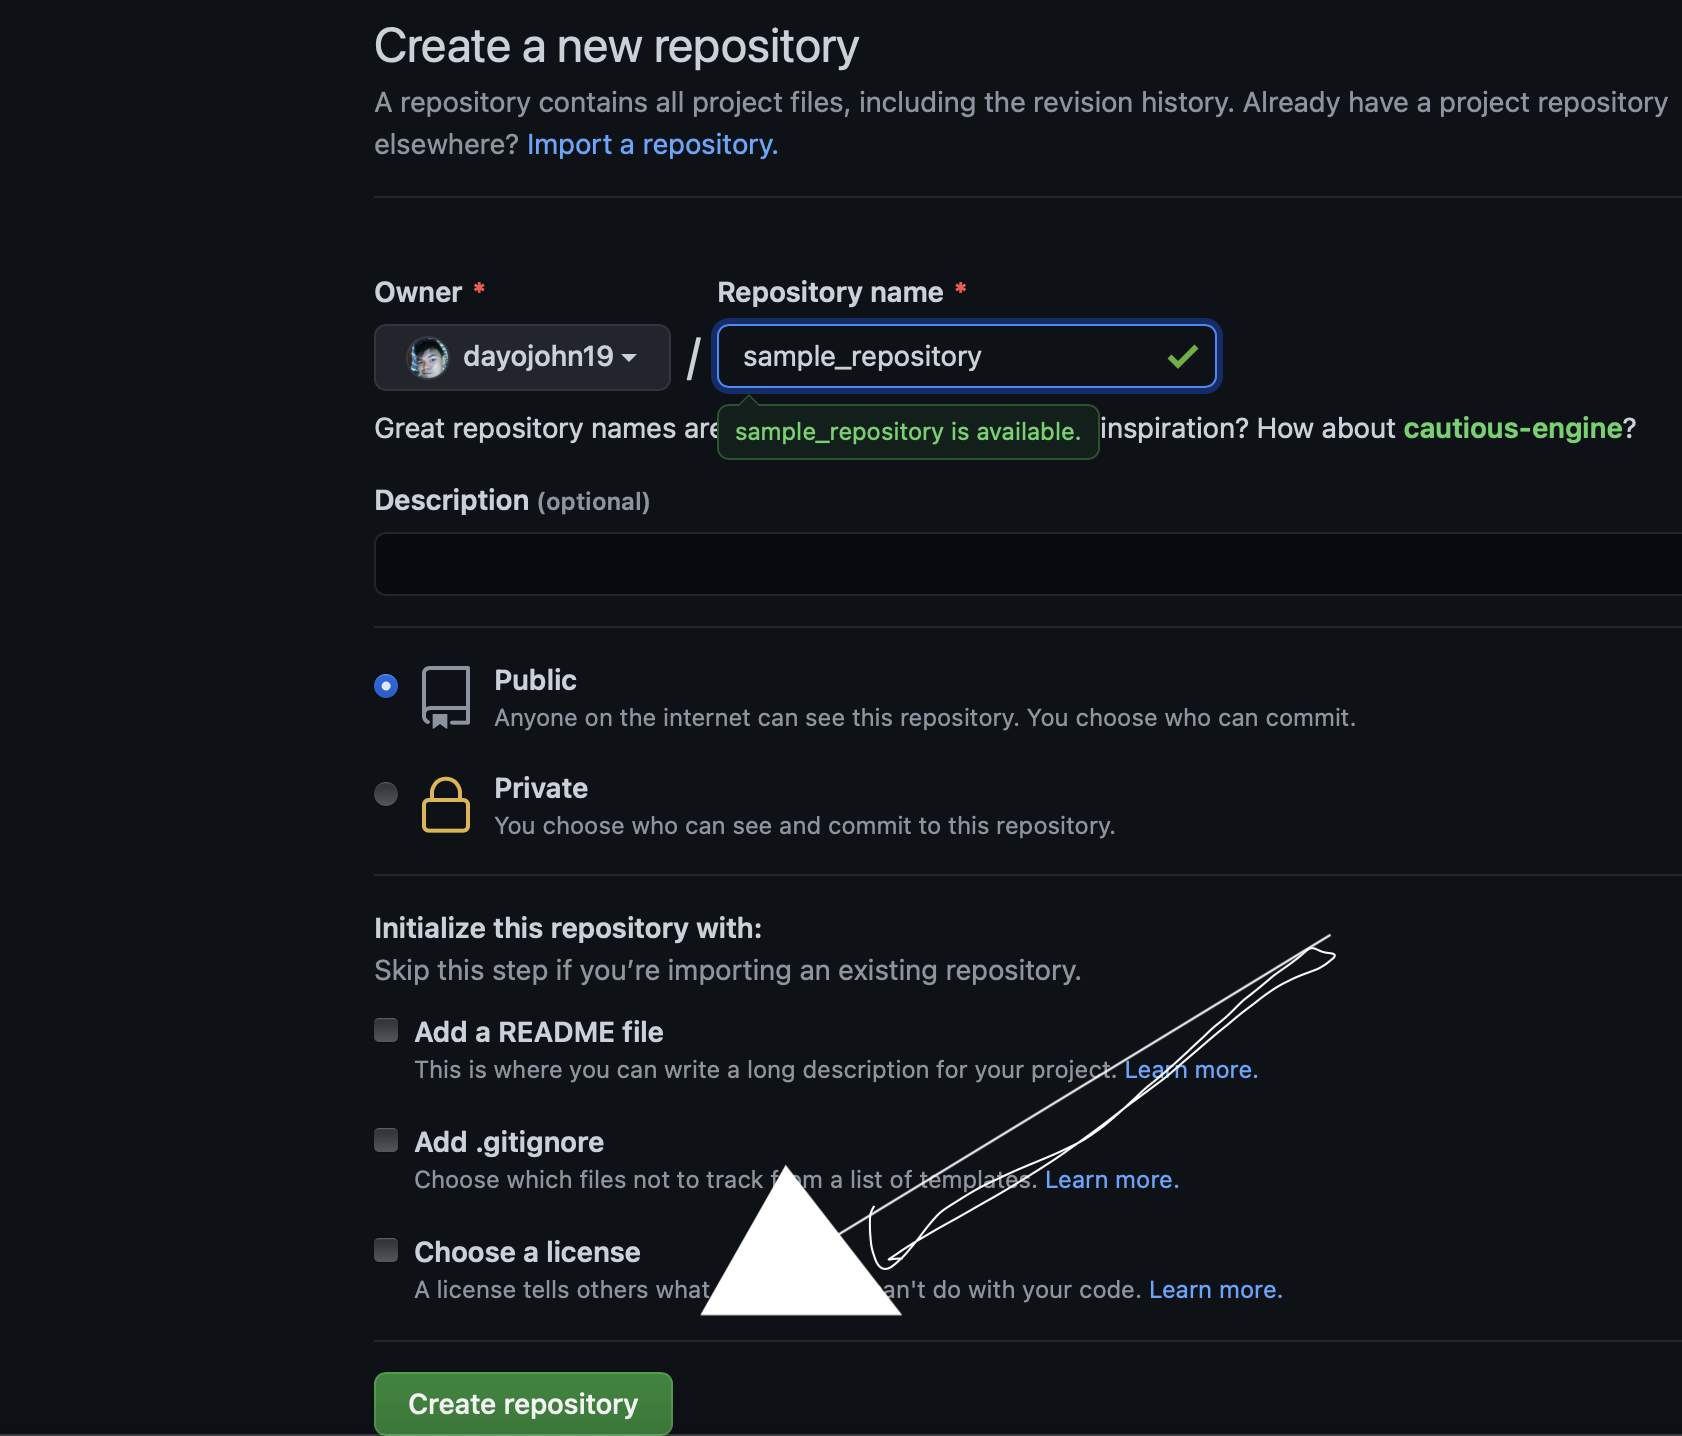 Create a new repository
A repository contains all project files, including the revision history. Already have a project repository
elsewhere? Import a repository.
Owner * Repository name *
dayojohn19 / sample_repository
Great repository names are sample_repository is available. inspiration? How about cautious-engine?
Description (optional)
Public
Anyone on the internet can see this repository. You choose who can commit.
Private
You choose who can see and commit to this repository.
Initialize this repository with:
Skip this step if you’re importing an existing repository.
Add a README file
This is where you can write a long description for your project. Learn more.
Add .gitignore
Choose which files not to track from a list of templates. Learn more.
Choose a license
A license tells others what an't do with your code. Learn more.
Create repository